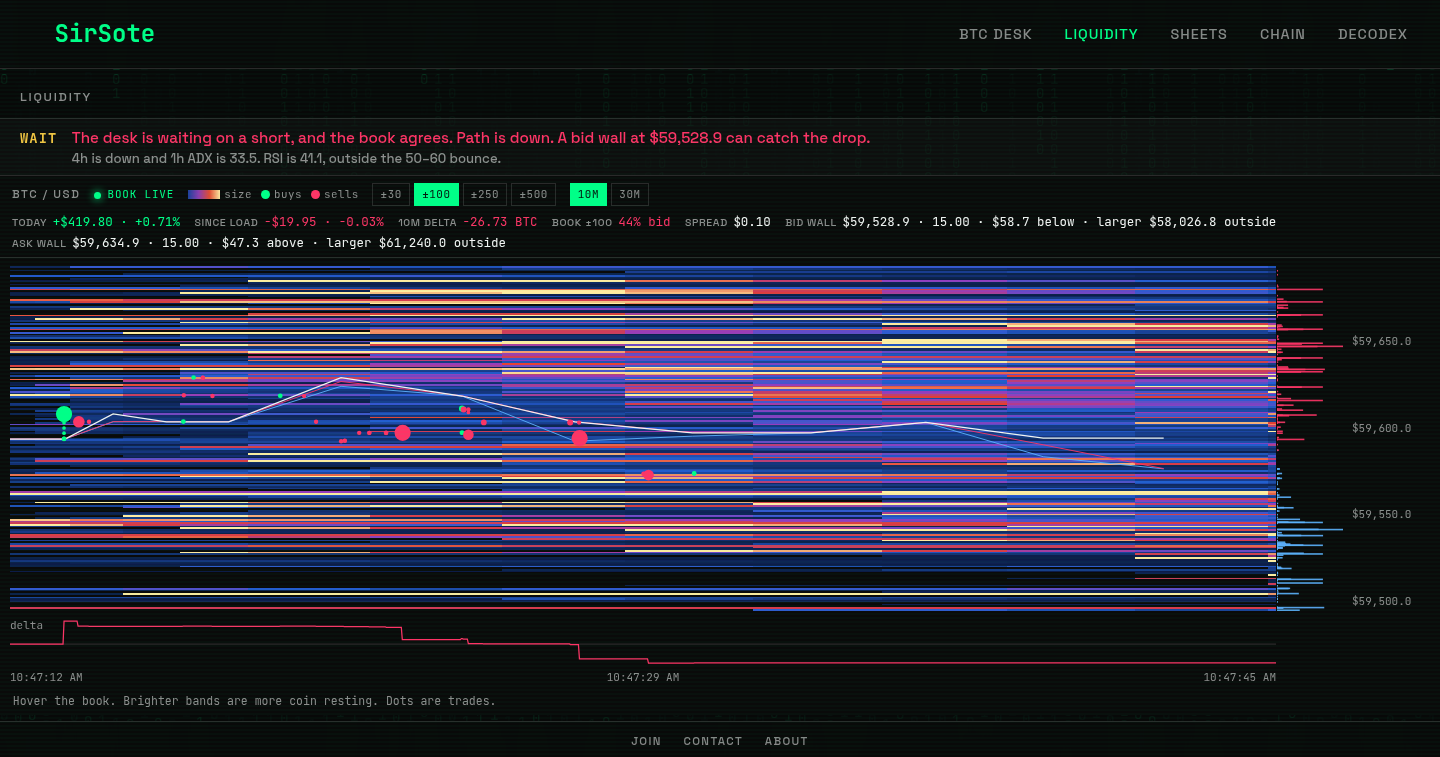 SirSote
BTC DESK LIQUIDITY SHEETS CHAIN DECODEX
LIQUIDITY
WAIT The desk is waiting on a short, and the book agrees. Path is down. A bid wall at $59,528.9 can catch the drop.
4h is down and 1h ADX is 33.5. RSI is 41.1, outside the 50–60 bounce.
BTC / USD BOOK LIVE size buys sells ±30 ±100 ±250 ±500 10M 30M
TODAY +$419.80 · +0.71% SINCE LOAD -$19.95 · -0.03% 10M DELTA -26.73 BTC BOOK ±100 44% bid SPREAD $0.10 BID WALL $59,528.9 · 15.00 · $58.7 below · larger $58,026.8 outside
ASK WALL $59,634.9 · 15.00 · $47.3 above · larger $61,240.0 outside
$59,650.0
$59,600.0
$59,550.0
$59,500.0
delta
10:47:12 AM 10:47:29 AM 10:47:45 AM
Hover the book. Brighter bands are more coin resting. Dots are trades.
JOIN CONTACT ABOUT